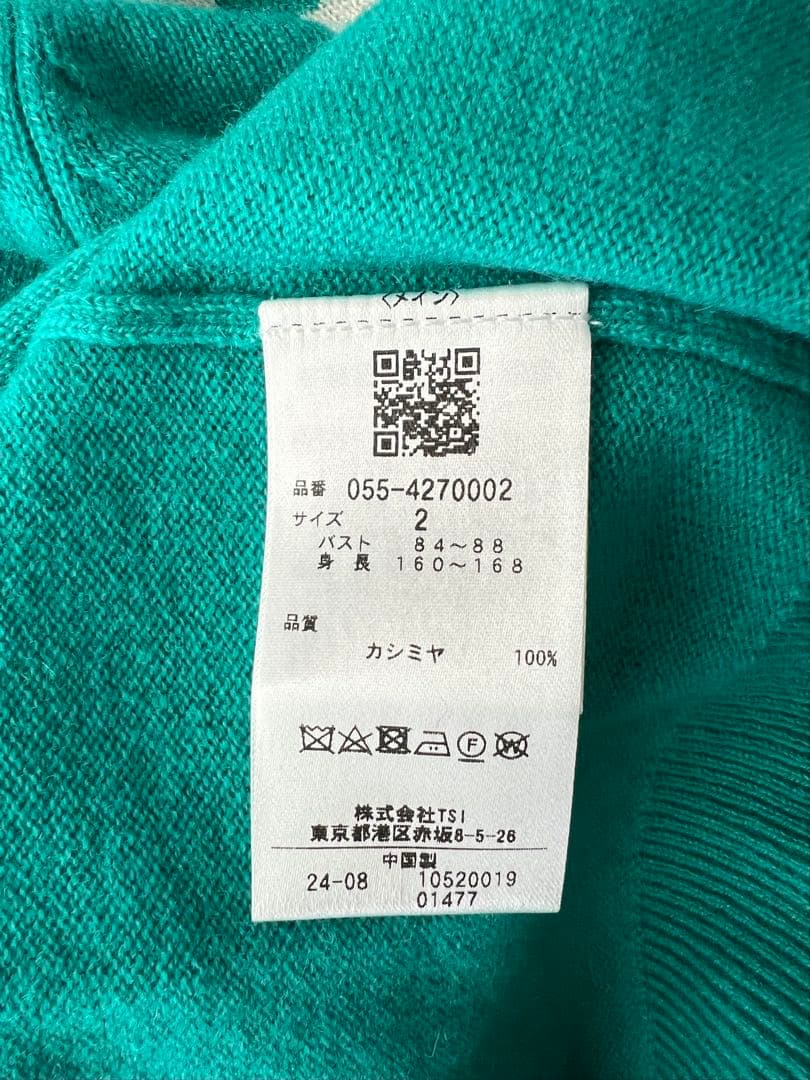 〈メイン〉
品番 055-4270002
サイズ 2
バスト 84～88
身長 160～168
品質
カシミヤ 100%
F
W
株式会社TSI
東京都港区赤坂8-5-26
中国製
24-08 10520019
01477